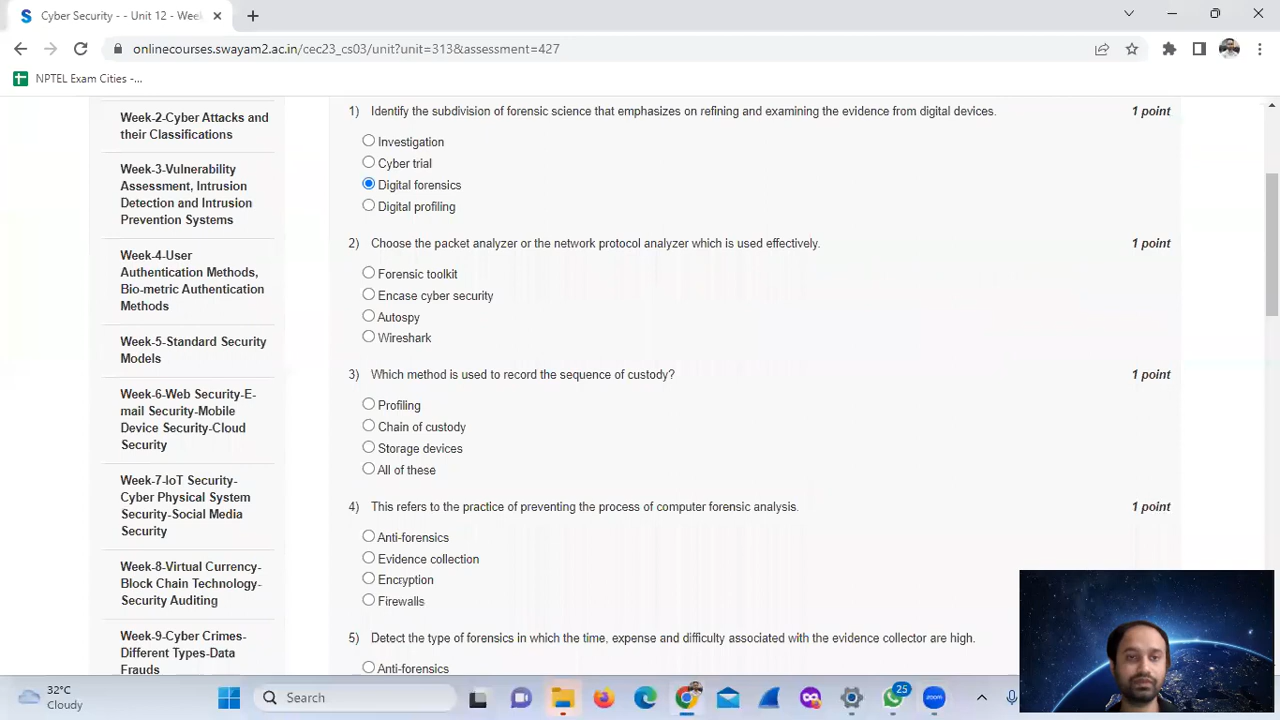 Cyber Security - - Unit 12 - Wee
onlinecourses.swayam2.ac.in/cec23_cs03/unit?unit=313&assessment=427
NPTEL Exam Cities -...
Week-2-Cyber Attacks and
their Classifications
Week-3-Vulnerability
Assessment, Intrusion
Detection and Intrusion
Prevention Systems
Week-4-User
Authentication Methods,
Bio-metric Authentication
Methods
Week-5-Standard Security
Models
Week-6-Web Security-E-
mail Security-Mobile
Device Security-Cloud
Security
Week-7-IoT Security-
Cyber Physical System
Security-Social Media
Security
Week-8-Virtual Currency-
Block Chain Technology-
Security Auditing
Week-9-Cyber Crimes-
Different Types-Data
Frauds
1) Identify the subdivision of forensic science that emphasizes on refining and examining the evidence from digital devices. 1 point
Investigation
Cyber trial
Digital forensics
Digital profiling
2) Choose the packet analyzer or the network protocol analyzer which is used effectively. 1 point
Forensic toolkit
Encase cyber security
Autospy
Wireshark
3) Which method is used to record the sequence of custody? 1 point
Profiling
Chain of custody
Storage devices
All of these
4) This refers to the practice of preventing the process of computer forensic analysis. 1 point
Anti-forensics
Evidence collection
Encryption
Firewalls
5) Detect the type of forensics in which the time, expense and difficulty associated with the evidence collector are high.
Anti-forensics
32°C
Cloudy
Search
25
zoom